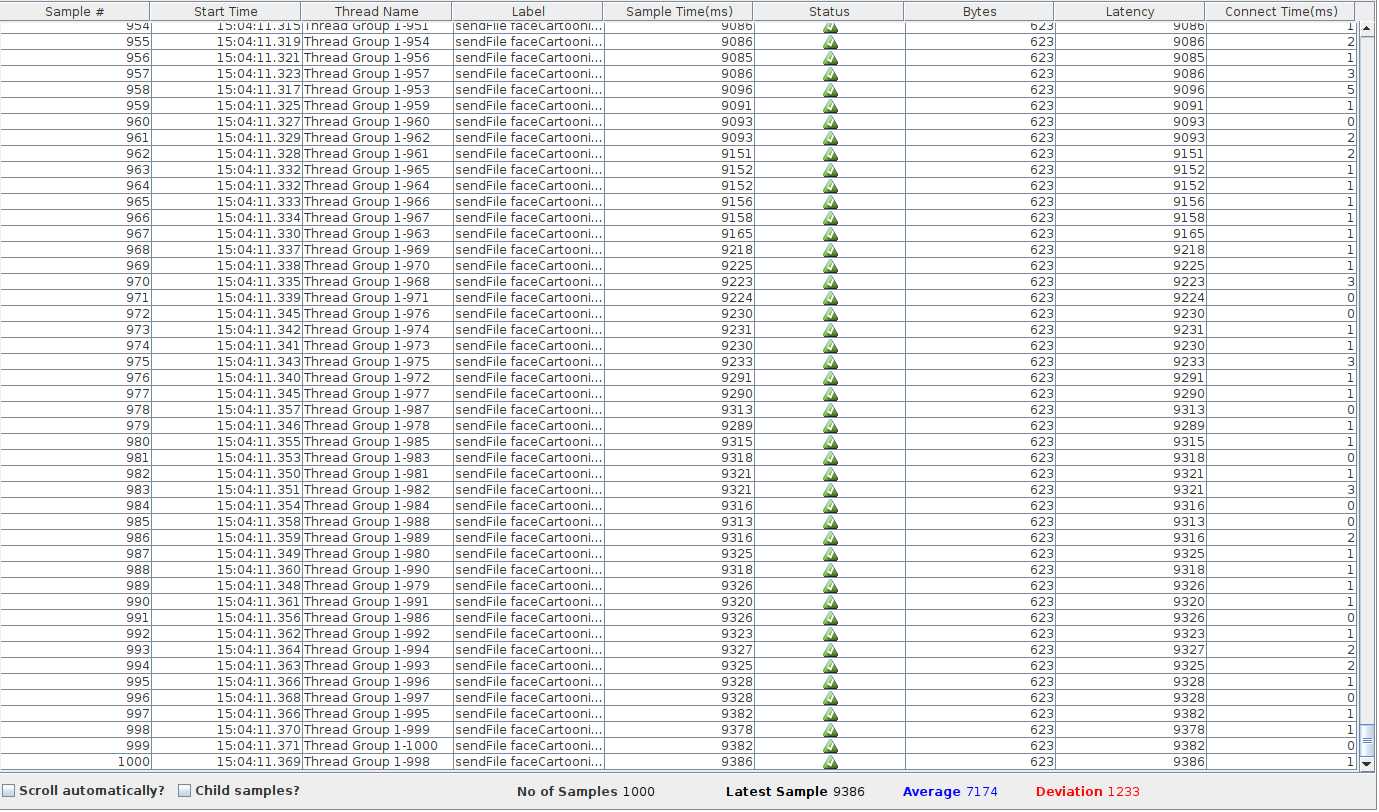 Sample # Start Time Thread Name Label Sample Time(ms) Status Bytes Latency Connect Time(ms)
954 15:04:11.315 Thread Group 1-951 sendFile faceCartooni... 9086 623 9086 1
955 15:04:11.319 Thread Group 1-954 sendFile faceCartooni... 9086 623 9086 2
956 15:04:11.321 Thread Group 1-956 sendFile faceCartooni... 9085 623 9085 1
957 15:04:11.323 Thread Group 1-957 sendFile faceCartooni... 9086 623 9086 3
958 15:04:11.317 Thread Group 1-953 sendFile faceCartooni... 9096 623 9096 5
959 15:04:11.325 Thread Group 1-959 sendFile faceCartooni... 9091 623 9091 1
960 15:04:11.327 Thread Group 1-960 sendFile faceCartooni... 9093 623 9093 0
961 15:04:11.329 Thread Group 1-962 sendFile faceCartooni... 9093 623 9093 2
962 15:04:11.328 Thread Group 1-961 sendFile faceCartooni... 9151 623 9151 2
963 15:04:11.332 Thread Group 1-965 sendFile faceCartooni... 9152 623 9152 1
964 15:04:11.332 Thread Group 1-964 sendFile faceCartooni... 9152 623 9152 1
965 15:04:11.333 Thread Group 1-966 sendFile faceCartooni... 9156 623 9156 1
966 15:04:11.334 Thread Group 1-967 sendFile faceCartooni... 9158 623 9158 1
967 15:04:11.330 Thread Group 1-963 sendFile faceCartooni... 9165 623 9165 1
968 15:04:11.337 Thread Group 1-969 sendFile faceCartooni... 9218 623 9218 1
969 15:04:11.338 Thread Group 1-970 sendFile faceCartooni... 9225 623 9225 1
970 15:04:11.335 Thread Group 1-968 sendFile faceCartooni... 9223 623 9223 3
971 15:04:11.339 Thread Group 1-971 sendFile faceCartooni... 9224 623 9224 0
972 15:04:11.345 Thread Group 1-976 sendFile faceCartooni... 9230 623 9230 0
973 15:04:11.342 Thread Group 1-974 sendFile faceCartooni... 9231 623 9231 1
974 15:04:11.341 Thread Group 1-973 sendFile faceCartooni... 9230 623 9230 1
975 15:04:11.343 Thread Group 1-975 sendFile faceCartooni... 9233 623 9233 3
976 15:04:11.340 Thread Group 1-972 sendFile faceCartooni... 9291 623 9291 1
977 15:04:11.345 Thread Group 1-977 sendFile faceCartooni... 9290 623 9290 1
978 15:04:11.357 Thread Group 1-987 sendFile faceCartooni... 9313 623 9313 0
979 15:04:11.346 Thread Group 1-978 sendFile faceCartooni... 9289 623 9289 1
980 15:04:11.355 Thread Group 1-985 sendFile faceCartooni... 9315 623 9315 1
981 15:04:11.353 Thread Group 1-983 sendFile faceCartooni... 9318 623 9318 0
982 15:04:11.350 Thread Group 1-981 sendFile faceCartooni... 9321 623 9321 1
983 15:04:11.351 Thread Group 1-982 sendFile faceCartooni... 9321 623 9321 3
984 15:04:11.354 Thread Group 1-984 sendFile faceCartooni... 9316 623 9316 0
985 15:04:11.358 Thread Group 1-988 sendFile faceCartooni... 9313 623 9313 0
986 15:04:11.359 Thread Group 1-989 sendFile faceCartooni... 9316 623 9316 2
987 15:04:11.349 Thread Group 1-980 sendFile faceCartooni... 9325 623 9325 1
988 15:04:11.360 Thread Group 1-990 sendFile faceCartooni... 9318 623 9318 1
989 15:04:11.348 Thread Group 1-979 sendFile faceCartooni... 9326 623 9326 1
990 15:04:11.361 Thread Group 1-991 sendFile faceCartooni... 9320 623 9320 1
991 15:04:11.356 Thread Group 1-986 sendFile faceCartooni... 9326 623 9326 0
992 15:04:11.362 Thread Group 1-992 sendFile faceCartooni... 9323 623 9323 1
993 15:04:11.364 Thread Group 1-994 sendFile faceCartooni... 9327 623 9327 2
994 15:04:11.363 Thread Group 1-993 sendFile faceCartooni... 9325 623 9325 2
995 15:04:11.366 Thread Group 1-996 sendFile faceCartooni... 9328 623 9328 1
996 15:04:11.368 Thread Group 1-997 sendFile faceCartooni... 9328 623 9328 0
997 15:04:11.366 Thread Group 1-995 sendFile faceCartooni... 9382 623 9382 1
998 15:04:11.370 Thread Group 1-999 sendFile faceCartooni... 9378 623 9378 1
999 15:04:11.371 Thread Group 1-1000 sendFile faceCartooni... 9382 623 9382 0
1000 15:04:11.369 Thread Group 1-998 sendFile faceCartooni... 9386 623 9386 1
Scroll automatically? Child samples? No of Samples 1000 Latest Sample 9386 Average 7174 Deviation 1233